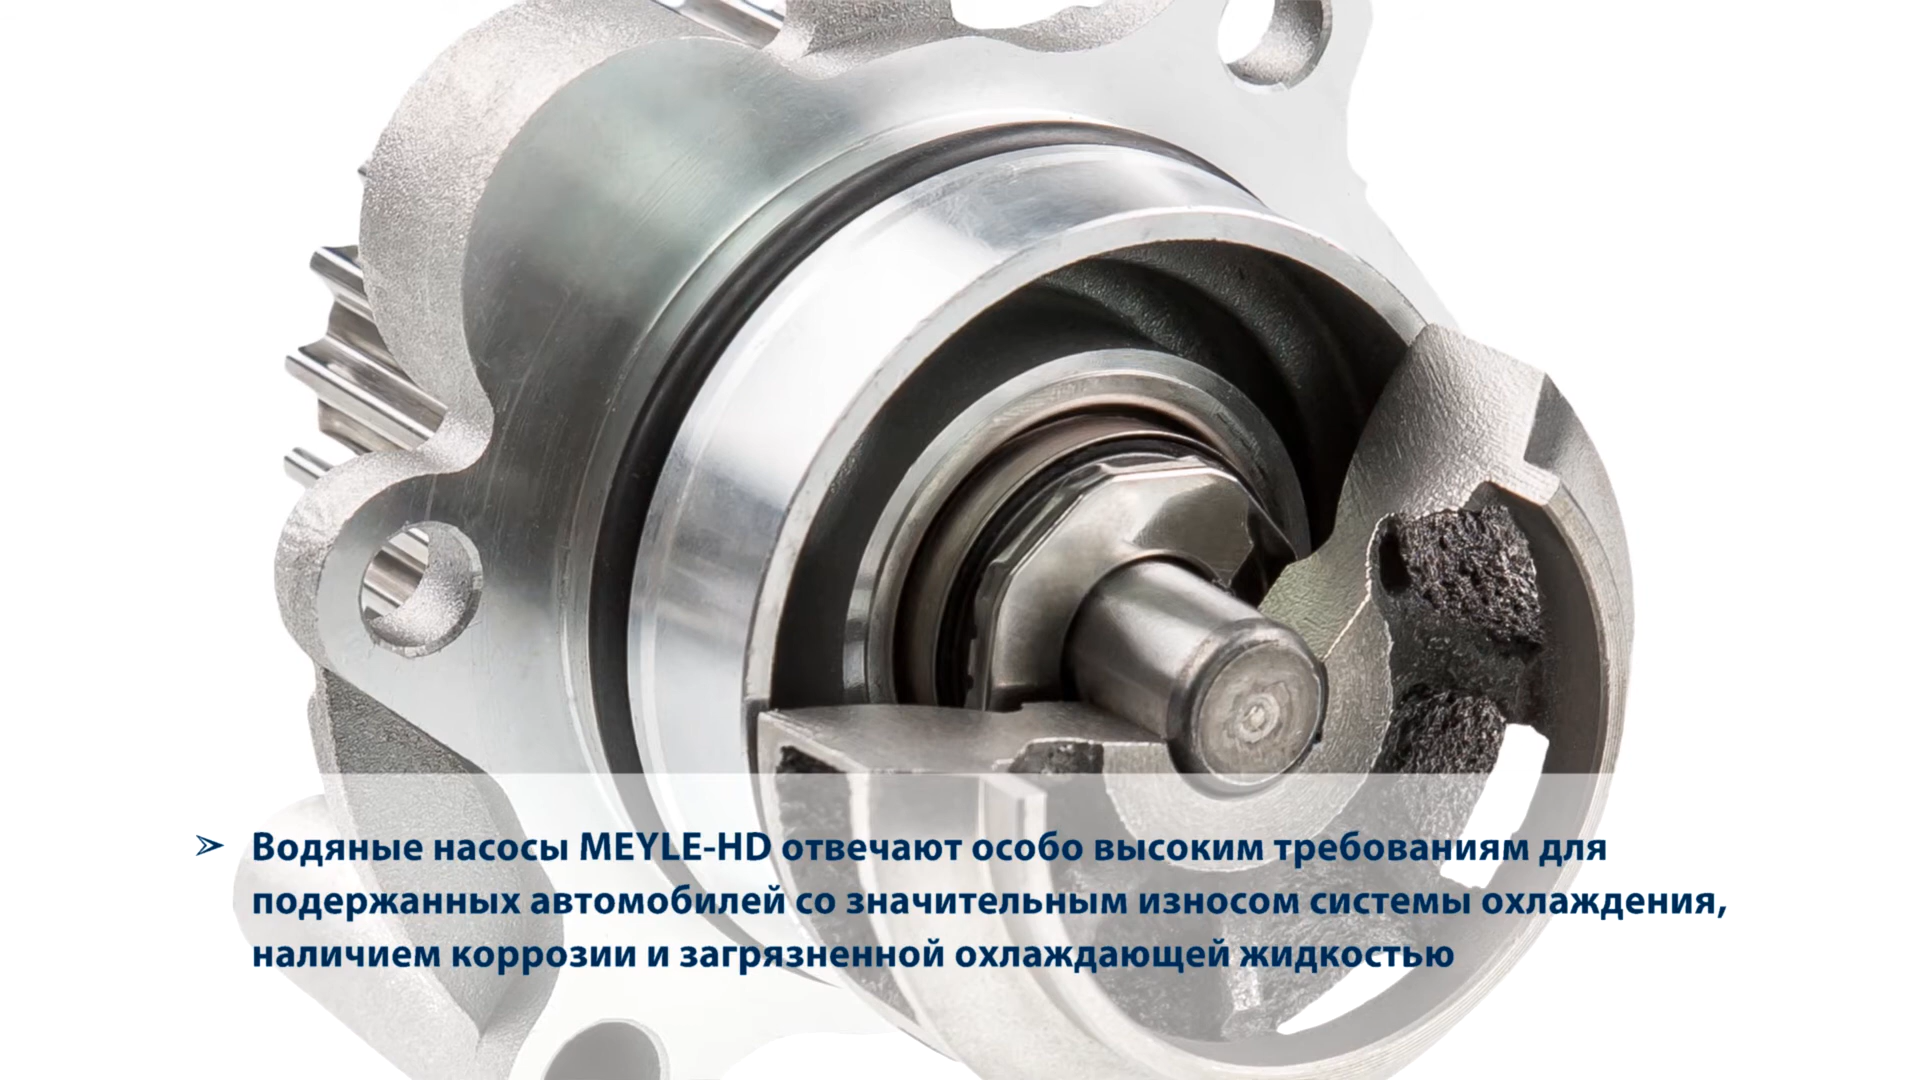 ➢ Водяные насосы MEYLE-HD отвечают особо высоким требованиям для
подержанных автомобилей со значительным износом системы охлаждения,
наличием коррозии и загрязненной охлаждающей жидкостью